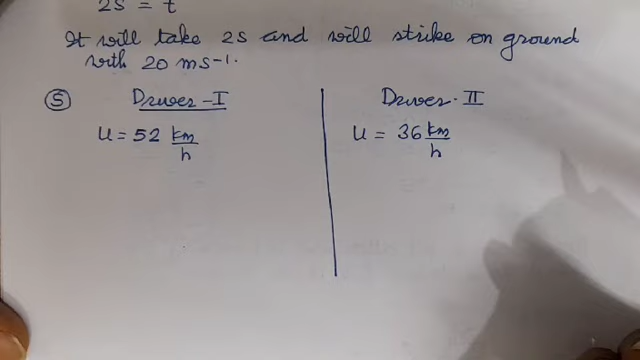 2S = t
It will take 2S and will strike on ground
with 20 ms-1.
5 Driver-I Driver-II
U = 52 km/h U = 36 km/h